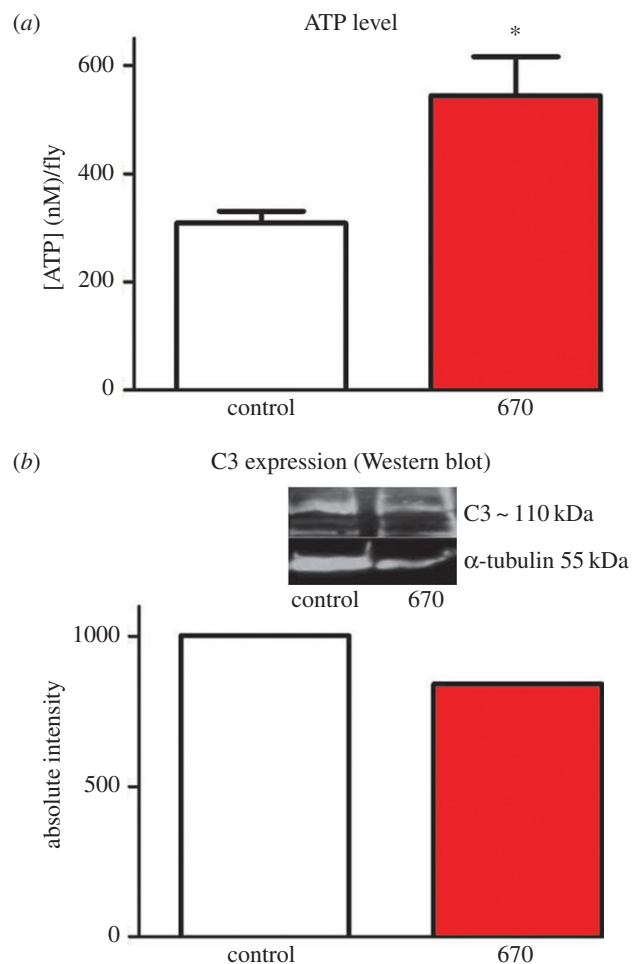 (a) ATP level
*
600
400
200
0
[ATP] (nM)/fly
control 670
(b) C3 expression (Western blot)
C3 ~ 110 kDa
α-tubulin 55 kDa
control 670
1000
500
0
absolute intensity
control 670